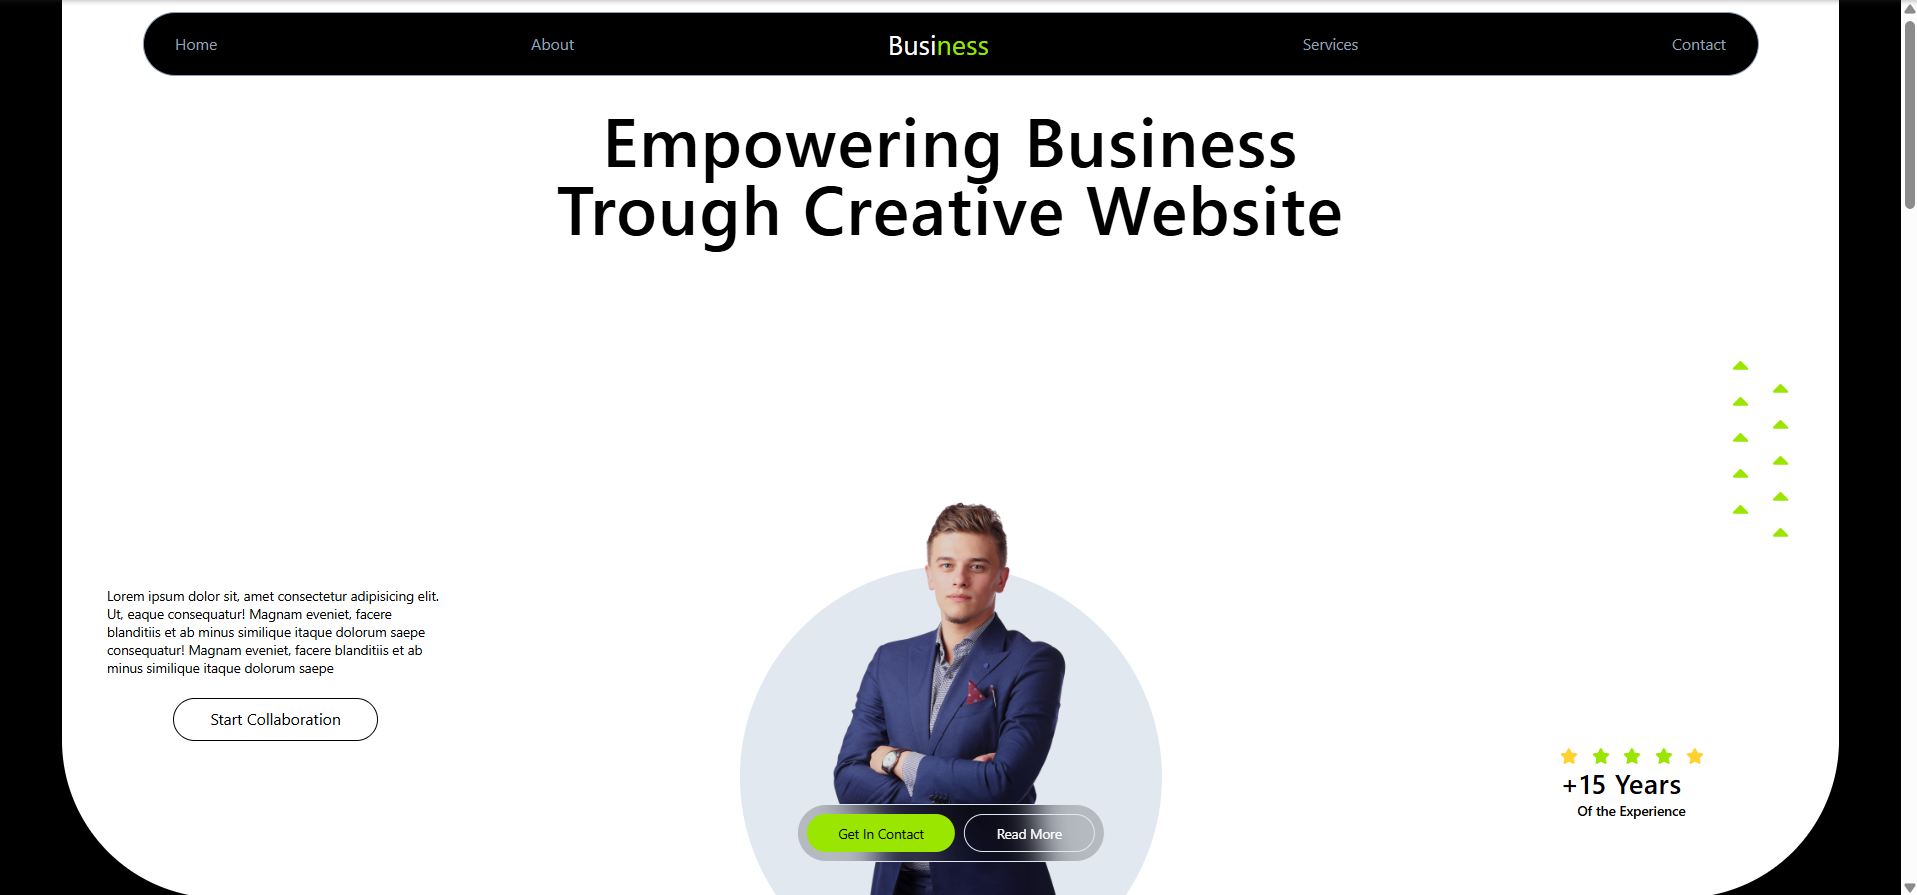 Home
About
Business
Services
Contact
Empowering Business
Trough Creative Website
Lorem ipsum dolor sit, amet consectetur adipisicing elit.
Ut, eaque consequatur! Magnam eveniet, facere
blanditiis et ab minus similique itaque dolorum saepe
consequatur! Magnam eveniet, facere blanditiis et ab
minus similique itaque dolorum saepe
Start Collaboration
Get In Contact
Read More
+15 Years
Of the Experience